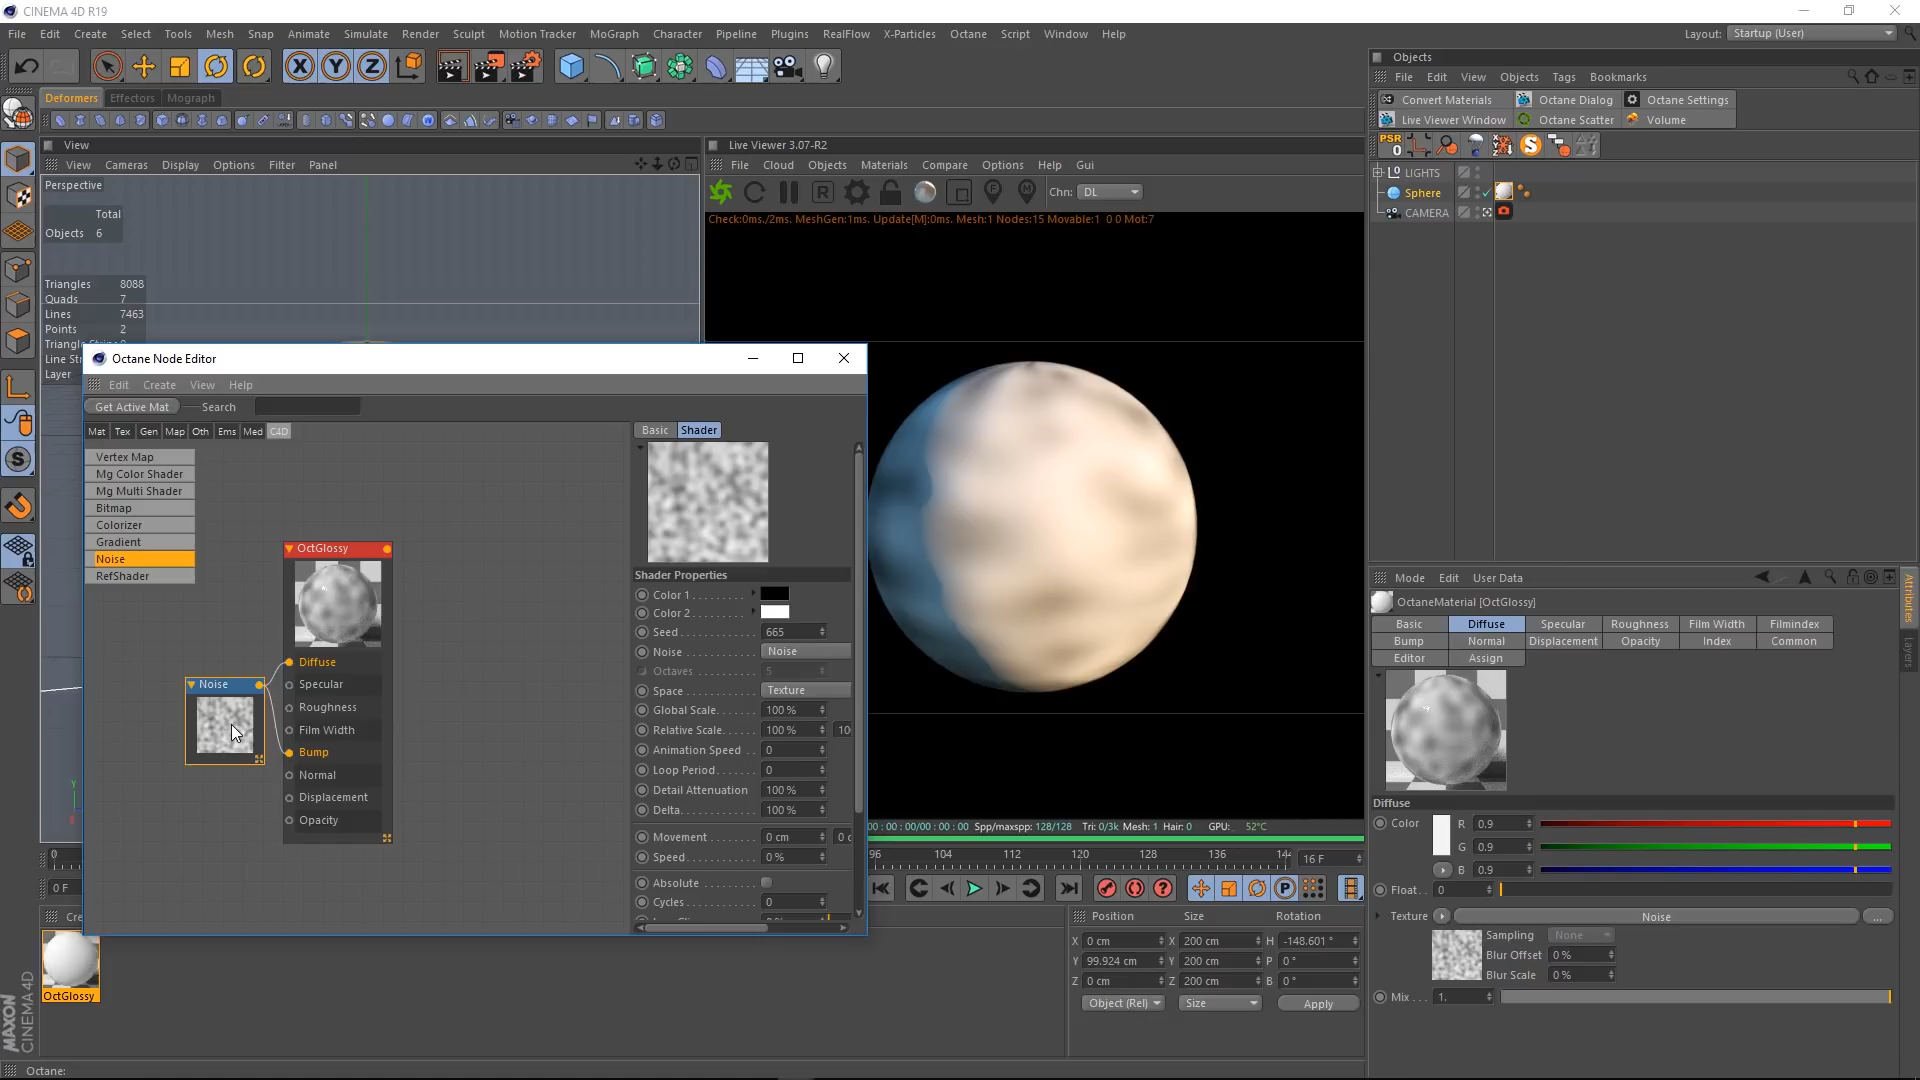 CINEMA 4D R19
File Edit Create Select Tools Mesh Snap Animate Simulate Render Sculpt Motion Tracker MoGraph Character Pipeline Plugins RealFlow X-Particles Octane Script Window Help
Layout: Startup (User)
Deformers Effectors Mograph
View
View Cameras Display Options Filter Panel
Perspective
Total
Objects 6
Triangles 8088
Quads 7
Lines 7463
Points 2
Layer
Live Viewer 3.07-R2
File Cloud Objects Materials Compare Options Help Gui
Chn: DL
Check:0ms./2ms. MeshGen:1ms. Update[M]:0ms. Mesh:1 Nodes:15 Movable:1 0 0 Mot:7
Octane Node Editor
Edit Create View Help
Get Active Mat Search
Mat Tex Gen Map Oth Ems Med C4D
Vertex Map
Mg Color Shader
Mg Multi Shader
Bitmap
Colorizer
Gradient
Noise
RefShader
OctGlossy
Diffuse
Specular
Roughness
Film Width
Bump
Normal
Displacement
Opacity
Noise
Basic Shader
Shader Properties
Color 1
Color 2
Seed 665
Noise Noise
Octaves 5
Space Texture
Global Scale 100 %
Relative Scale 100 % 10
Animation Speed 0
Loop Period 0
Detail Attenuation 100 %
Delta 100 %
Movement 0 cm 0 c
Speed 0 %
Absolute
Cycles 0
00 : 00 : 00/00 : 00 : 00 Spp/maxspp: 128/128 Tri: 0/3k Mesh: 1 Hair: 0 GPU: 52°C
0 96 104 112 120 128 136 144 16 F
0 F
Cre
OctGlossy
MAXON CINEMA 4D
Octane:
Position Size Rotation
X 0 cm X 200 cm H -148.601 °
Y 99.924 cm Y 200 cm P 0 °
Z 0 cm Z 200 cm B 0 °
Object (Rel) Size Apply
Objects
File Edit View Objects Tags Bookmarks
Convert Materials Octane Dialog Octane Settings
Live Viewer Window Octane Scatter Volume
PSR 0
LIGHTS
Sphere
CAMERA
Mode Edit User Data
OctaneMaterial [OctGlossy]
Basic Diffuse Specular Roughness Film Width Filmindex
Bump Normal Displacement Opacity Index Common
Editor Assign
Diffuse
Color R 0.9
G 0.9
B 0.9
Float 0
Texture Noise ...
Sampling None
Blur Offset 0 %
Blur Scale 0 %
Mix 1.
Attributes
Layers